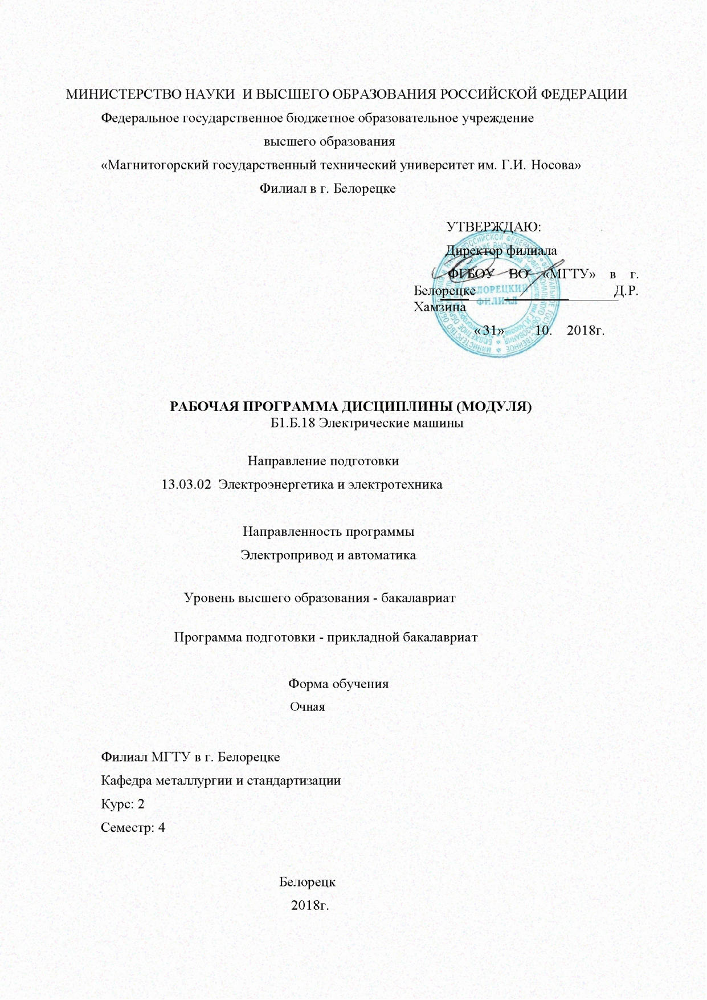 МИНИСТЕРСТВО НАУКИ И ВЫСШЕГО ОБРАЗОВАНИЯ РОССИЙСКОЙ ФЕДЕРАЦИИ
Федеральное государственное бюджетное образовательное учреждение
высшего образования
«Магнитогорский государственный технический университет им. Г.И. Носова»
Филиал в г. Белорецке
УТВЕРЖДАЮ:
Директор филиала
ФГБОУ ВО «МГТУ» в г.
Белорецке Д.Р.
Хамзина
БЕЛОРЕЦКИЙ
ФИЛИАЛ
«31» 10. 2018г.
РАБОЧАЯ ПРОГРАММА ДИСЦИПЛИНЫ (МОДУЛЯ)
Б1.Б.18 Электрические машины
Направление подготовки
13.03.02 Электроэнергетика и электротехника
Направленность программы
Электропривод и автоматика
Уровень высшего образования - бакалавриат
Программа подготовки - прикладной бакалавриат
Форма обучения
Очная
Филиал МГТУ в г. Белорецке
Кафедра металлургии и стандартизации
Курс: 2
Семестр: 4
Белорецк
2018г.